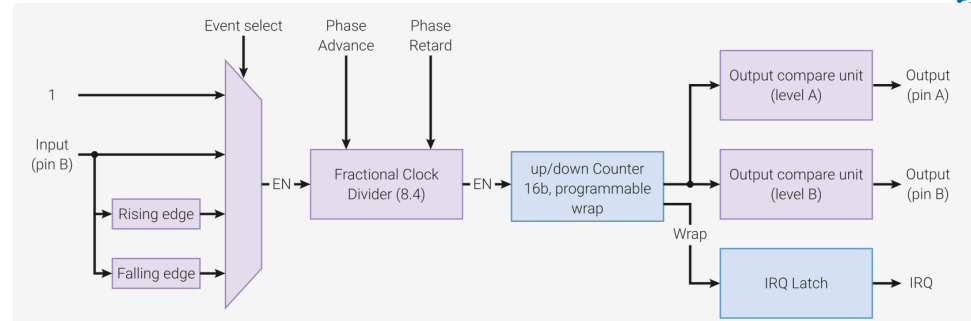 Event select
Phase
Advance
Phase
Retard
1
Input
(pin B)
Rising edge
Falling edge
EN
Fractional Clock
Divider (8.4)
EN
up/down Counter
16b, programmable
wrap
Wrap
Output compare unit
(level A)
Output
(pin A)
Output compare unit
(level B)
Output
(pin B)
IRQ Latch
IRQ